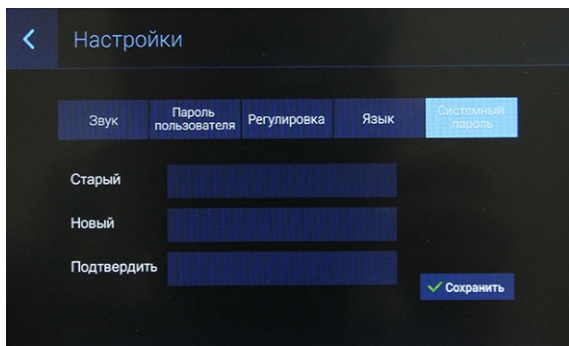 Настройки
Звук
Пароль
пользователя
Регулировка
Язык
Системный
пароль
Старый
Новый
Подтвердить
Сохранить